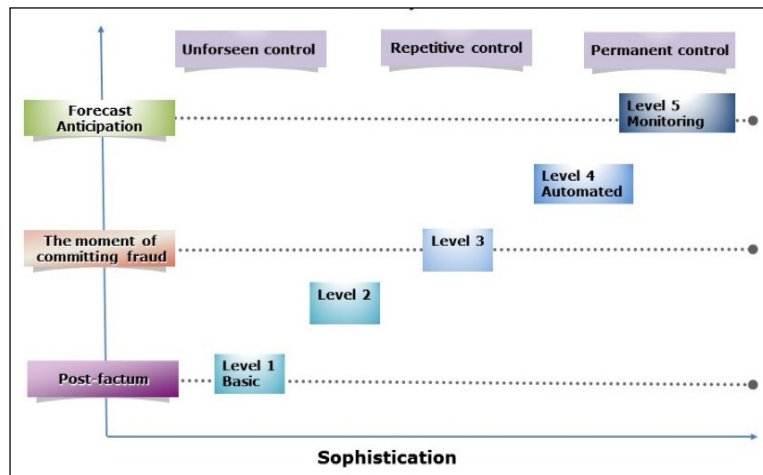 Unforseen control
Repetitive control
Permanent control
Forecast
Anticipation
Level 5
Monitoring
Level 4
Automated
The moment of
committing fraud
Level 3
Level 2
Post-factum
Level 1
Basic
Sophistication